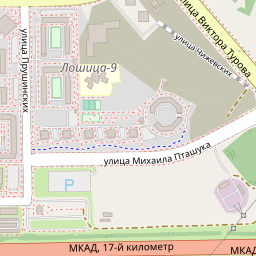 улица Виктора Турова
улица Чижевских
улица Прушинских
Лошица-9
улица Михаила Пташука
P
МКАД, 17-й километр
МКАД